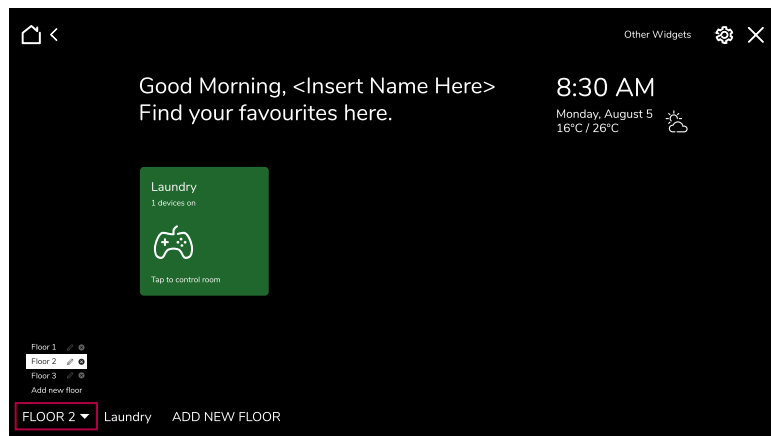 Other Widgets
Good Morning, <Insert Name Here>
Find your favourites here.
8:30 AM
Monday, August 5
16°C / 26°C
Laundry
1 devices on
Tap to control room
Floor 1
Floor 2
Floor 3
Add new floor
FLOOR 2 Laundry ADD NEW FLOOR